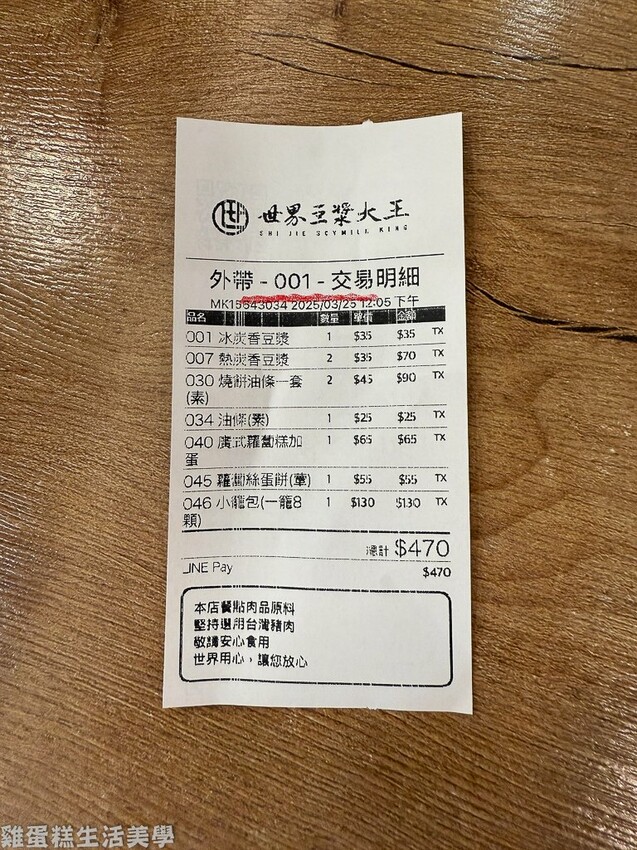 世界豆漿大王
SHI JIE SOYMILK KING
外帶 - 001 - 交易明細
MK15643034 2025/03/25 12:05 下午
品名 數量 單價 金額
001 冰炭香豆漿 1 $35 $35 TX
007 熱炭香豆漿 2 $35 $70 TX
030 燒餅油條一套 2 $45 $90 TX
(素)
034 油條(素) 1 $25 $25 TX
040 廣式蘿蔔糕加 1 $65 $65 TX
蛋
045 蘿蔔絲蛋餅(葷) 1 $55 $55 TX
046 小籠包(一籠8 1 $130 $130 TX
顆)
總計 $470
LINE Pay $470
本店餐點肉品原料
堅持選用台灣豬肉
敬請安心食用
世界用心，讓您放心
雞蛋糕生活美學